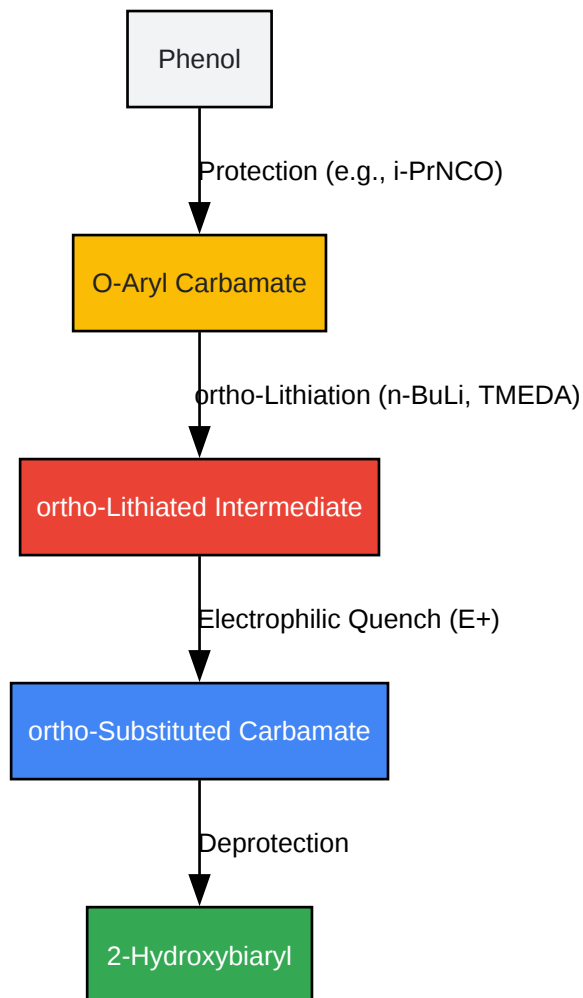 Phenol
Protection (e.g., i-PrNCO)
O-Aryl Carbamate
ortho-Lithiation (n-BuLi, TMEDA)
ortho-Lithiated Intermediate
Electrophilic Quench (E+)
ortho-Substituted Carbamate
Deprotection
2-Hydroxybiaryl